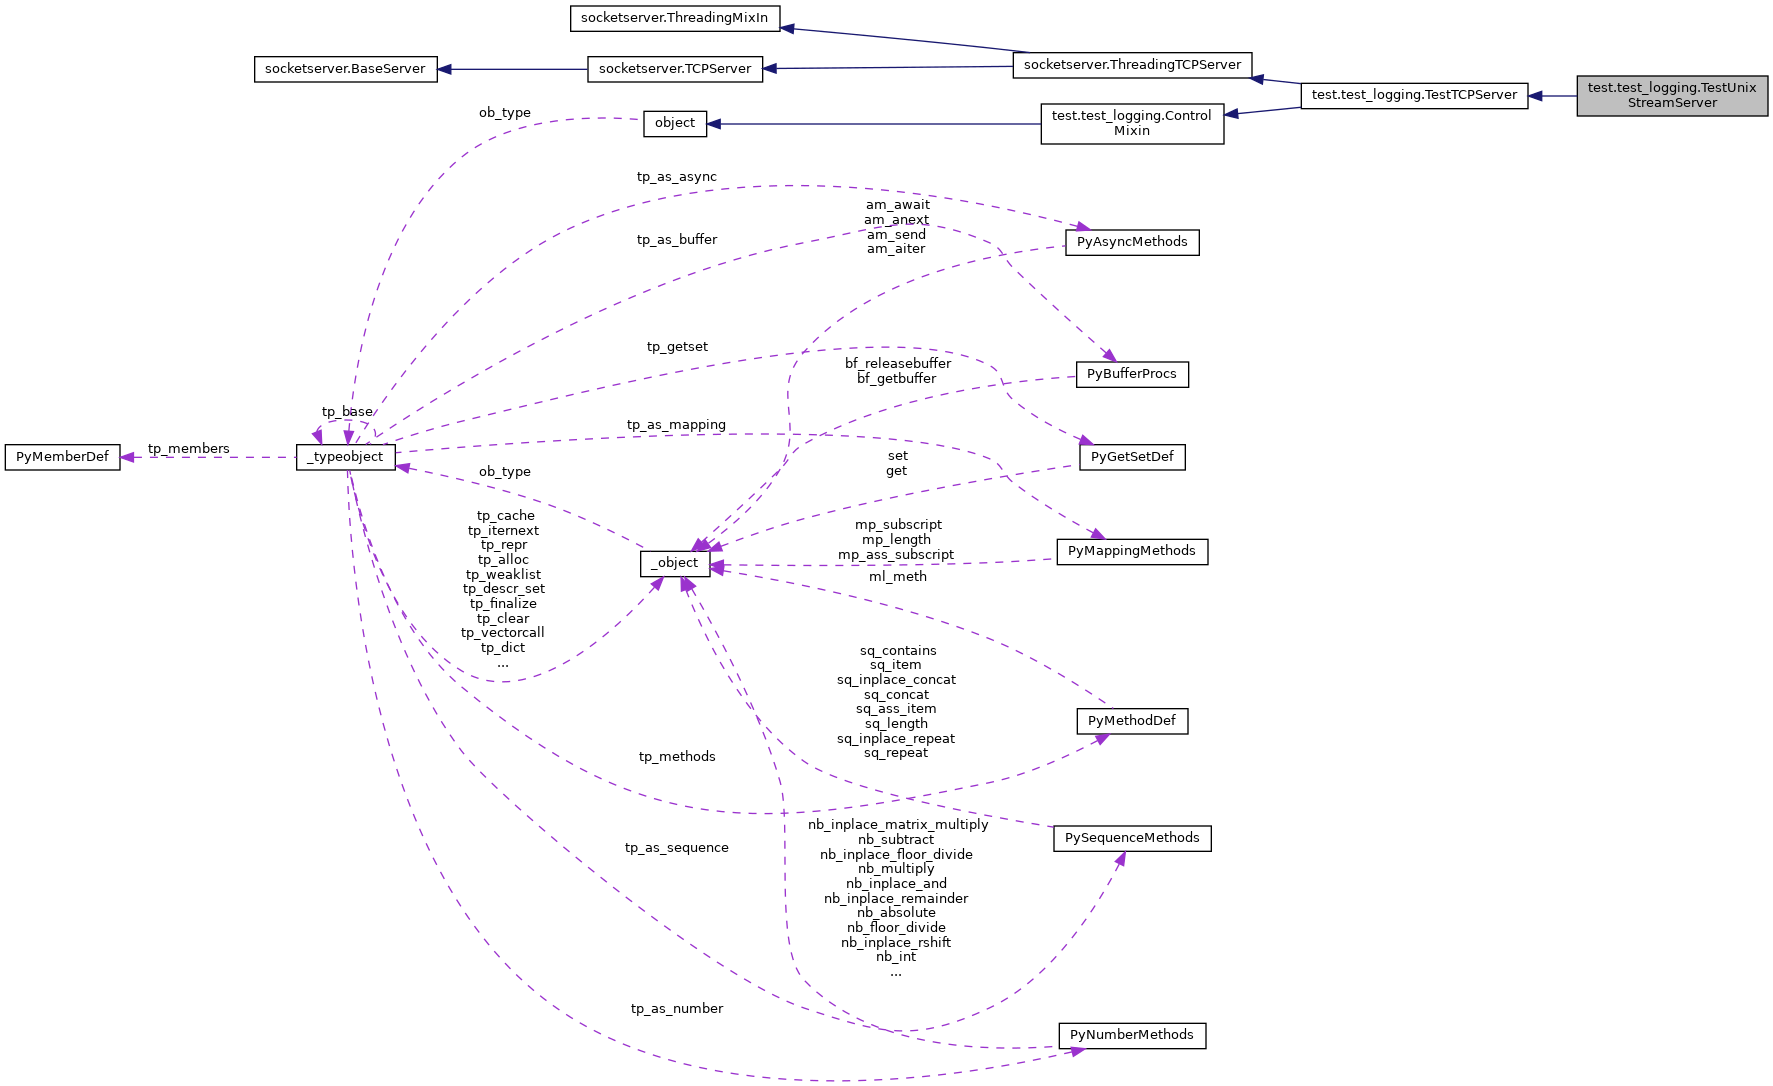 socketserver.ThreadingMixIn
socketserver.BaseServer
socketserver.TCPServer
socketserver.ThreadingTCPServer
test.test_logging.TestTCPServer
test.test_logging.TestUnix
StreamServer
ob_type
object
test.test_logging.Control
Mixin
tp_as_async
am_await
am_anext
am_send
am_aiter
tp_as_buffer
PyAsyncMethods
tp_getset
bf_releasebuffer
bf_getbuffer
PyBufferProcs
tp_base
tp_as_mapping
PyMemberDef
tp_members
_typeobject
PyGetSetDef
ob_type
set
get
tp_cache
tp_iternext
tp_repr
tp_alloc
tp_weaklist
tp_descr_set
tp_finalize
tp_clear
tp_vectorcall
tp_dict
...
mp_subscript
mp_length
mp_ass_subscript
PyMappingMethods
_object
ml_meth
sq_contains
sq_item
sq_inplace_concat
sq_concat
sq_ass_item
sq_length
sq_inplace_repeat
sq_repeat
PyMethodDef
tp_methods
tp_as_sequence
nb_inplace_matrix_multiply
nb_subtract
nb_inplace_floor_divide
nb_multiply
nb_inplace_and
nb_inplace_remainder
nb_absolute
nb_floor_divide
nb_inplace_rshift
nb_int
...
PySequenceMethods
tp_as_number
PyNumberMethods